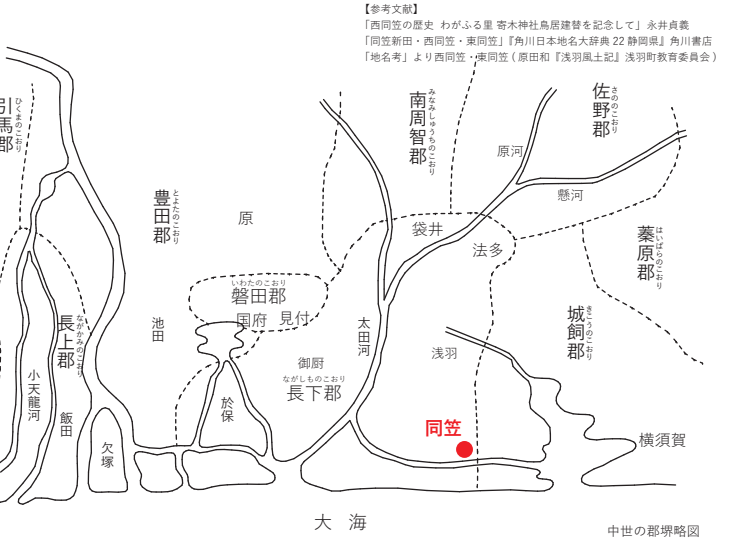 【参考文献】
「西同笠の歴史 わがふる里 寄木神社鳥居建替を記念して」永井貞義
「同笠新田・西同笠・東同笠」『角川日本地名大辞典 22 静岡県』角川書店
「地名考」より西同笠・東同笠 ( 原田和『浅羽風土記』浅羽町教育委員会 )
引馬郡
ひくまのこおり
南周智郡
みなみしゅうちのこおり
佐野郡
さののこおり
原河
懸河
豊田郡
とよたのこおり
原
袋井
法多
蓁原郡
はいばらのこおり
いわたのこおり
磐田郡
国府 見付
長上郡
ながかみのこおり
池田
太田河
城飼郡
きこうのこおり
浅羽
御厨
ながしものこおり
長下郡
小天龍河
飯田
於保
欠塚
同笠
横須賀
大 海
中世の郡堺略図